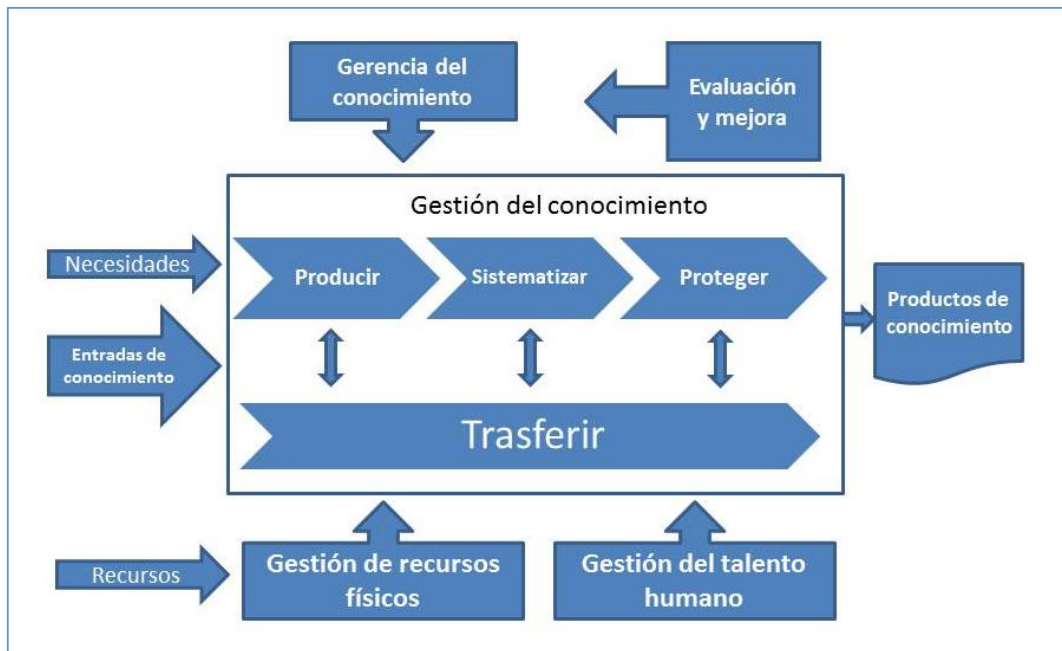 Gerencia del
conocimiento
Evaluación
y mejora
Gestión del conocimiento
Necesidades
Producir
Sistematizar
Proteger
Entradas de
conocimiento
Productos de
conocimiento
Trasferir
Recursos
Gestión de recursos
físicos
Gestión del talento
humano